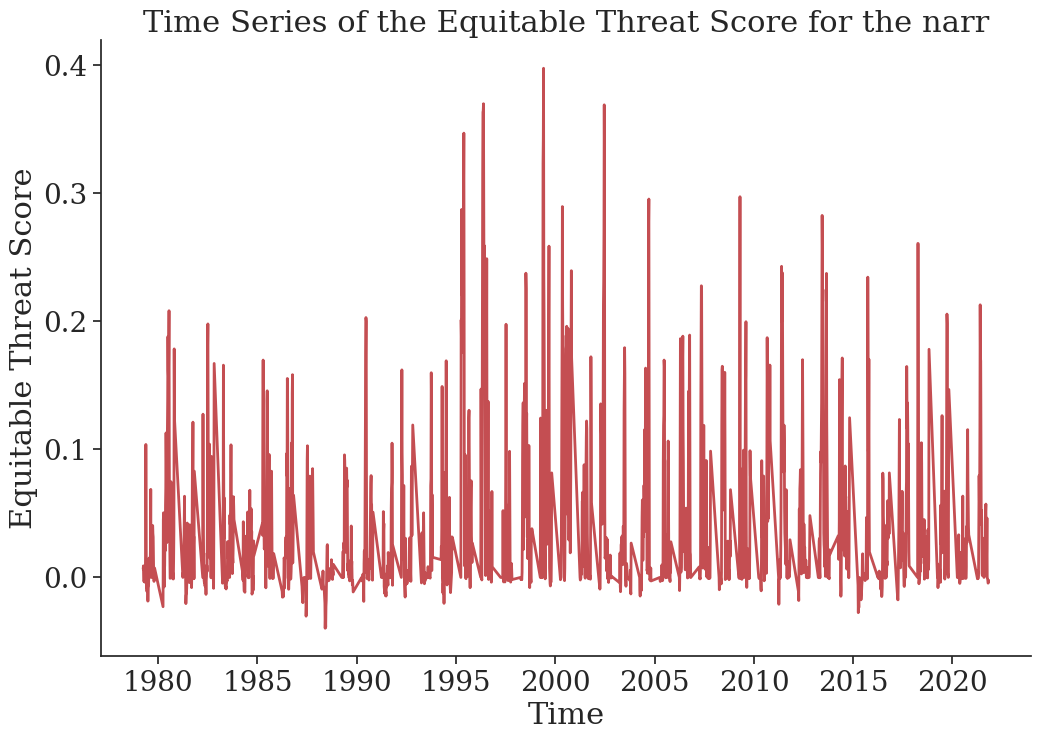 Time Series of the Equitable Threat Score for the narr
Equitable Threat Score
0.4
0.3
0.2
0.1
0.0
1980 1985 1990 1995 2000 2005 2010 2015 2020
Time